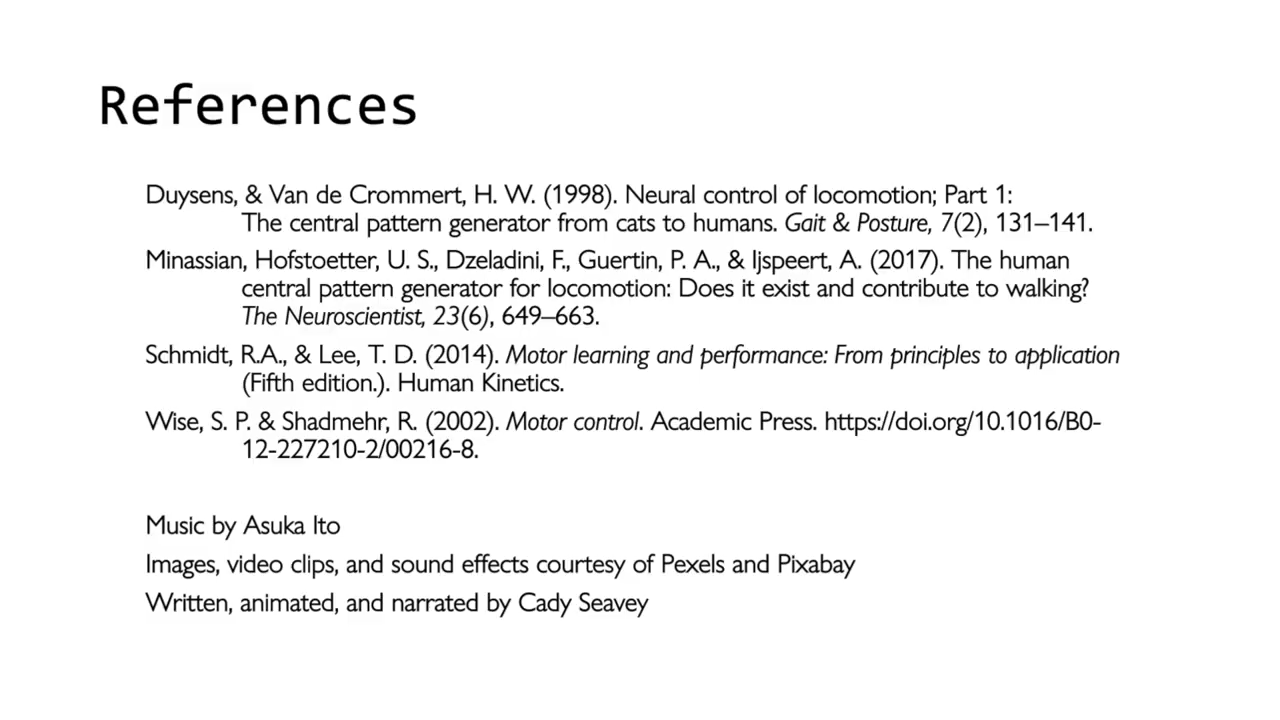 References
Duysens, & Van de Crommert, H. W. (1998). Neural control of locomotion; Part 1:
The central pattern generator from cats to humans. Gait & Posture, 7(2), 131–141.
Minassian, Hofstoetter, U. S., Dzeladini, F., Guertin, P. A., & Ijspeert, A. (2017). The human
central pattern generator for locomotion: Does it exist and contribute to walking?
The Neuroscientist, 23(6), 649–663.
Schmidt, R.A., & Lee, T. D. (2014). Motor learning and performance: From principles to application
(Fifth edition.). Human Kinetics.
Wise, S. P. & Shadmehr, R. (2002). Motor control. Academic Press. https://doi.org/10.1016/B0-
12-227210-2/00216-8.
Music by Asuka Ito
Images, video clips, and sound effects courtesy of Pexels and Pixabay
Written, animated, and narrated by Cady Seavey